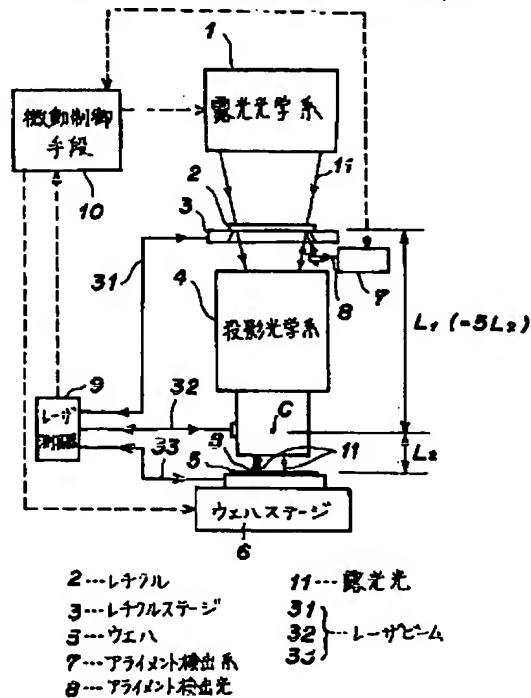 1
露光光学系
微動制御
手段
10
11
2
3
31
4
7
8
投影光学系
L₁ (=5L₂)
9
レーザ
測長器
32
C
L₂
33
5
8
11
ウェハステージ
6
2…レチクル
3…レチクルステージ
5…ウェハ
7…アライメント検出系
8…アライメント検出光
11…露光光
31
32…レーザビーム
33